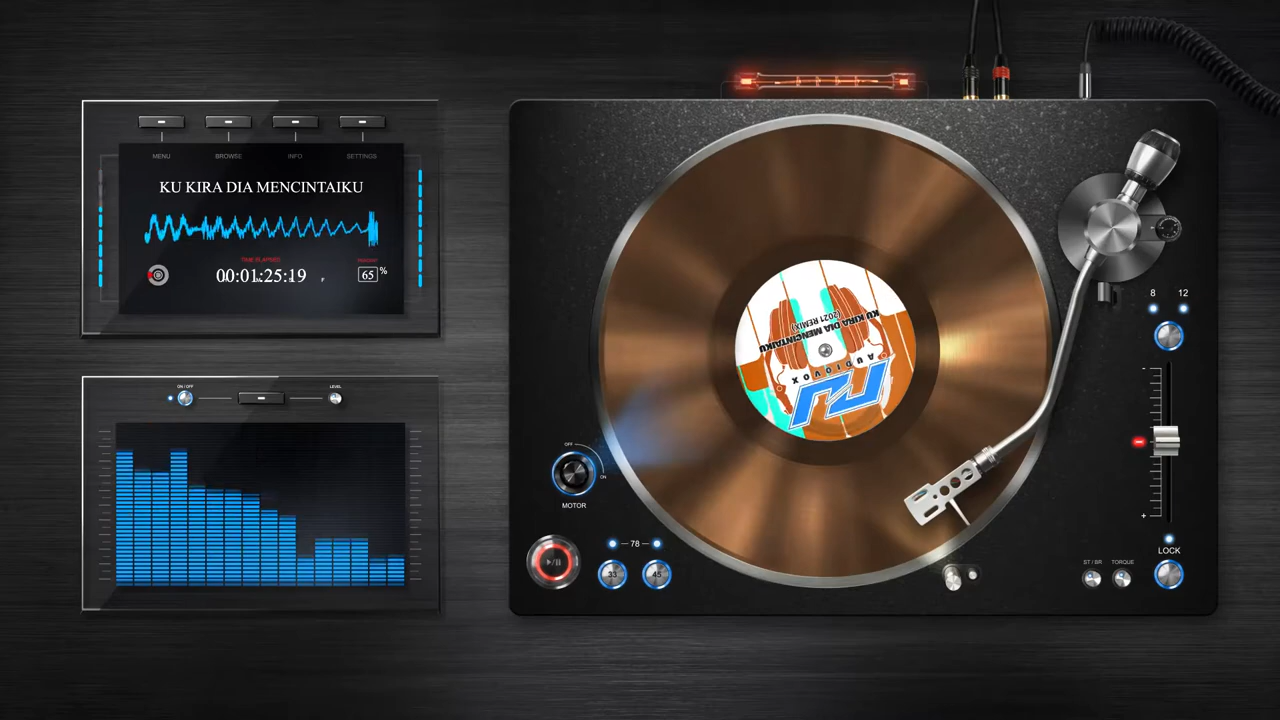 MENU
BROWSE
INFO
SETTINGS
KU KIRA DIA MENCINTAIKU
TIME ELAPSED
00:01:25:19
F
65
%
ON / OFF
LEVEL
KU KIRA DIA MENCINTAIKU
(2021 REMIX)
AUDIOVOX
8
12
OFF
ON
MOTOR
78
33
45
-
+
LOCK
ST / BR
TORQUE